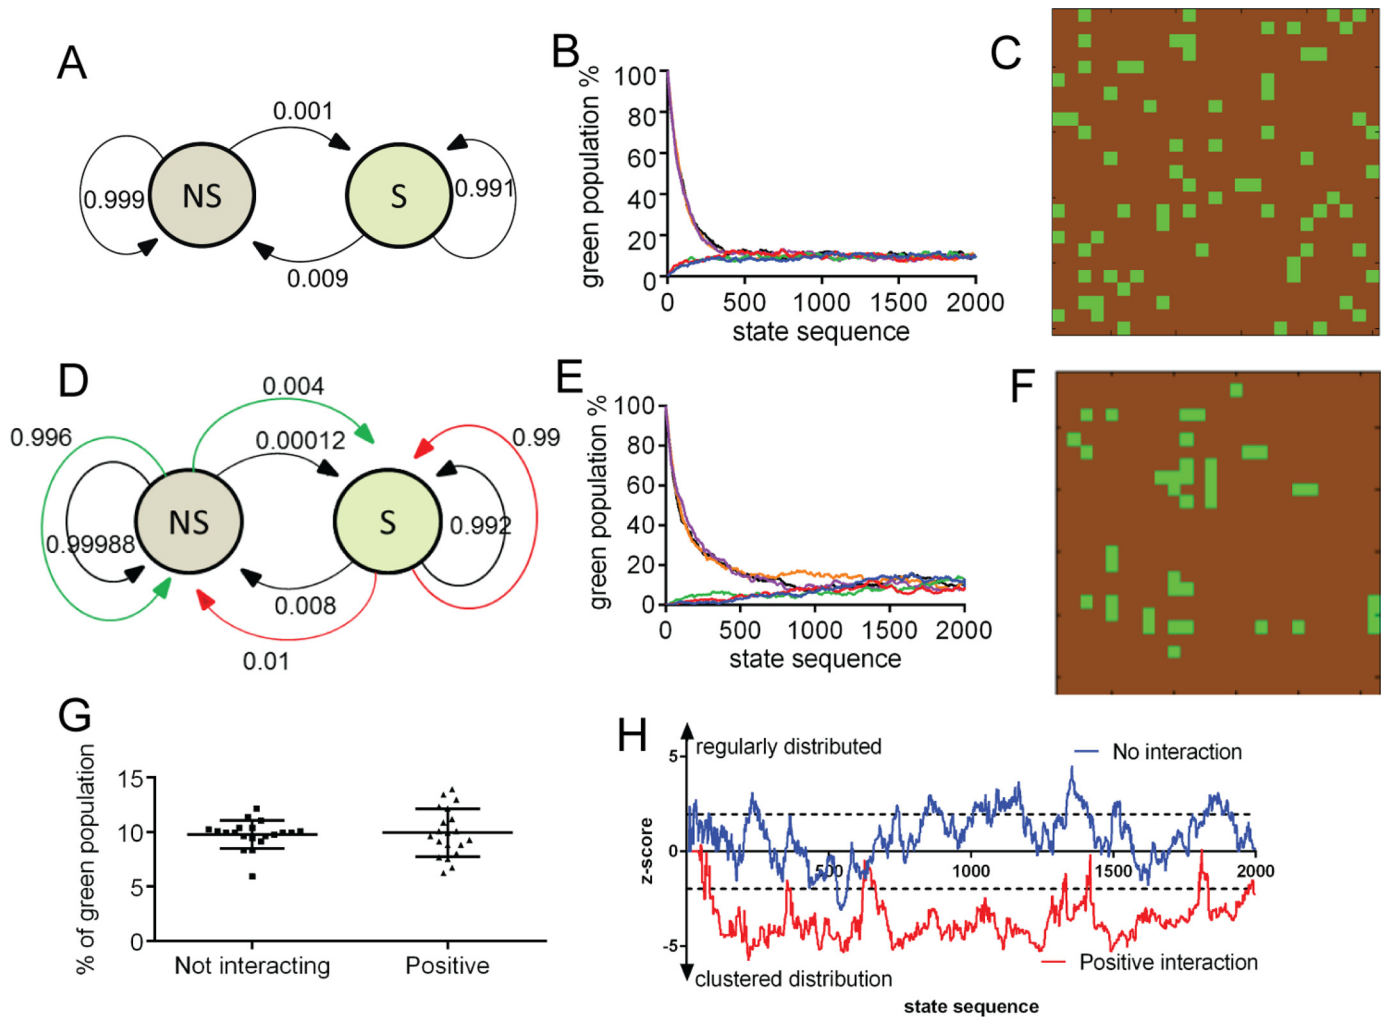 A
0.001
NS
S
0.999
0.991
0.009
B
green population %
100
80
60
40
20
0
0
500
1000
1500
2000
state sequence
C
D
0.004
0.996
0.00012
0.99
NS
S
0.99988
0.992
0.008
0.01
E
green population %
100
80
60
40
20
0
0
500
1000
1500
2000
state sequence
F
G
% of green population
15
10
5
0
Not interacting
Positive
H
regularly distributed
No interaction
5
0
-5
z-score
500
1000
1500
2000
Positive interaction
clustered distribution
state sequence